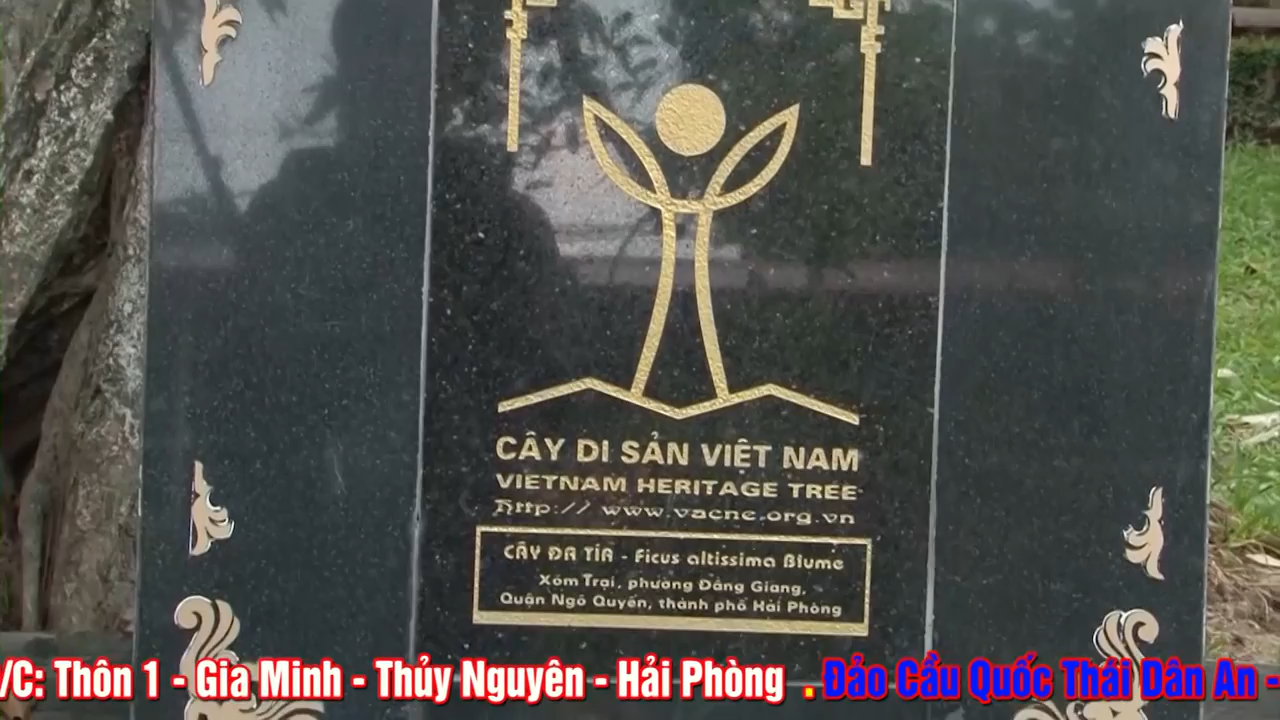 CÂY DI SẢN VIỆT NAM
VIETNAM HERITAGE TREE
http:// www.vacne.org.vn
CÂY ĐA TÍA - Ficus altissima Blume
Xóm Trại, phường Đằng Giang,
Quận Ngô Quyền, thành phố Hải Phòng
/C: Thôn 1 - Gia Minh - Thủy Nguyên - Hải Phòng . Đảo Cầu Quốc Thái Dân An -